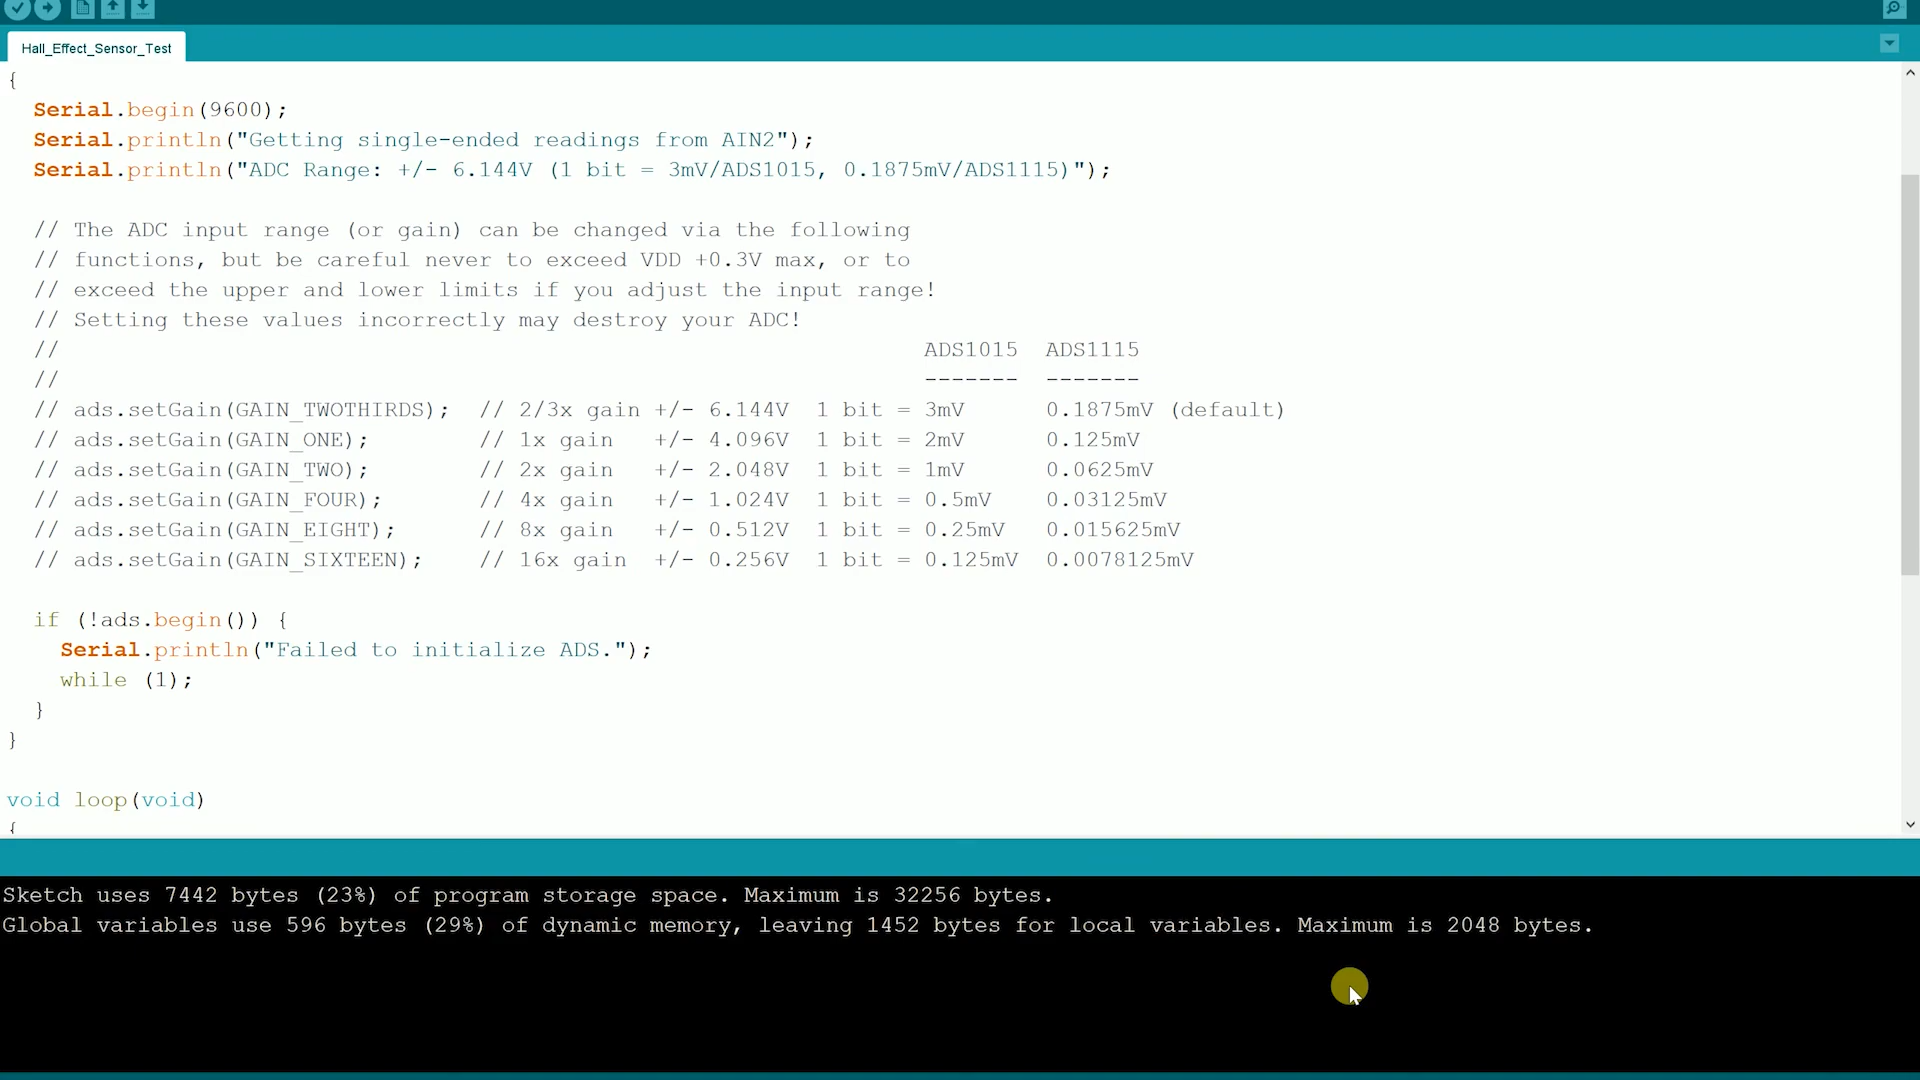 Hall_Effect_Sensor_Test
{
Serial.begin(9600);
Serial.println("Getting single-ended readings from AIN2");
Serial.println("ADC Range: +/- 6.144V (1 bit = 3mV/ADS1015, 0.1875mV/ADS1115)");
// The ADC input range (or gain) can be changed via the following
// functions, but be careful never to exceed VDD +0.3V max, or to
// exceed the upper and lower limits if you adjust the input range!
// Setting these values incorrectly may destroy your ADC!
// ADS1015 ADS1115
// ------- -------
// ads.setGain(GAIN_TWOTHIRDS); // 2/3x gain +/- 6.144V 1 bit = 3mV 0.1875mV (default)
// ads.setGain(GAIN_ONE); // 1x gain +/- 4.096V 1 bit = 2mV 0.125mV
// ads.setGain(GAIN_TWO); // 2x gain +/- 2.048V 1 bit = 1mV 0.0625mV
// ads.setGain(GAIN_FOUR); // 4x gain +/- 1.024V 1 bit = 0.5mV 0.03125mV
// ads.setGain(GAIN_EIGHT); // 8x gain +/- 0.512V 1 bit = 0.25mV 0.015625mV
// ads.setGain(GAIN_SIXTEEN); // 16x gain +/- 0.256V 1 bit = 0.125mV 0.0078125mV
if (!ads.begin()) {
Serial.println("Failed to initialize ADS.");
while (1);
}
}
void loop(void)
{
Sketch uses 7442 bytes (23%) of program storage space. Maximum is 32256 bytes.
Global variables use 596 bytes (29%) of dynamic memory, leaving 1452 bytes for local variables. Maximum is 2048 bytes.